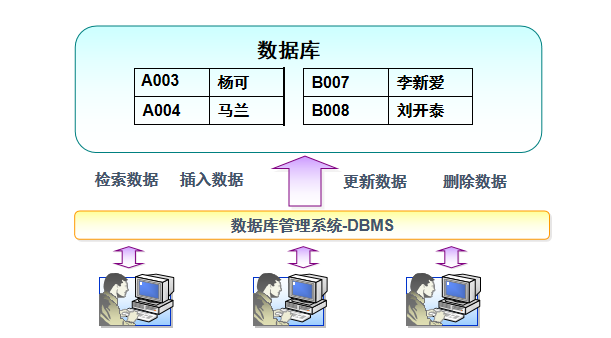 数据库
A003 杨可 B007 李新爱
A004 马兰 B008 刘开泰
检索数据 插入数据 更新数据 删除数据
数据库管理系统-DBMS